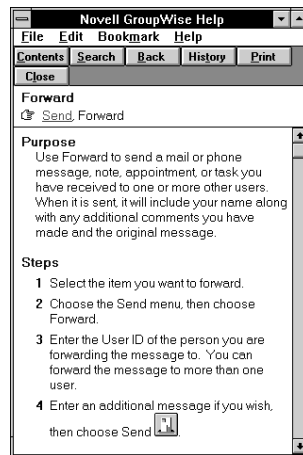 Novell GroupWise Help
File Edit Bookmark Help
Contents Search Back History Print
Close
Forward
Send, Forward
Purpose
Use Forward to send a mail or phone
message, note, appointment, or task you
have received to one or more other users.
When it is sent, it will include your name along
with any additional comments you have
made and the original message.
Steps
1 Select the item you want to forward.
2 Choose the Send menu, then choose
Forward.
3 Enter the User ID of the person you are
forwarding the message to. You can
forward the message to more than one
user.
4 Enter an additional message if you wish,
then choose Send .